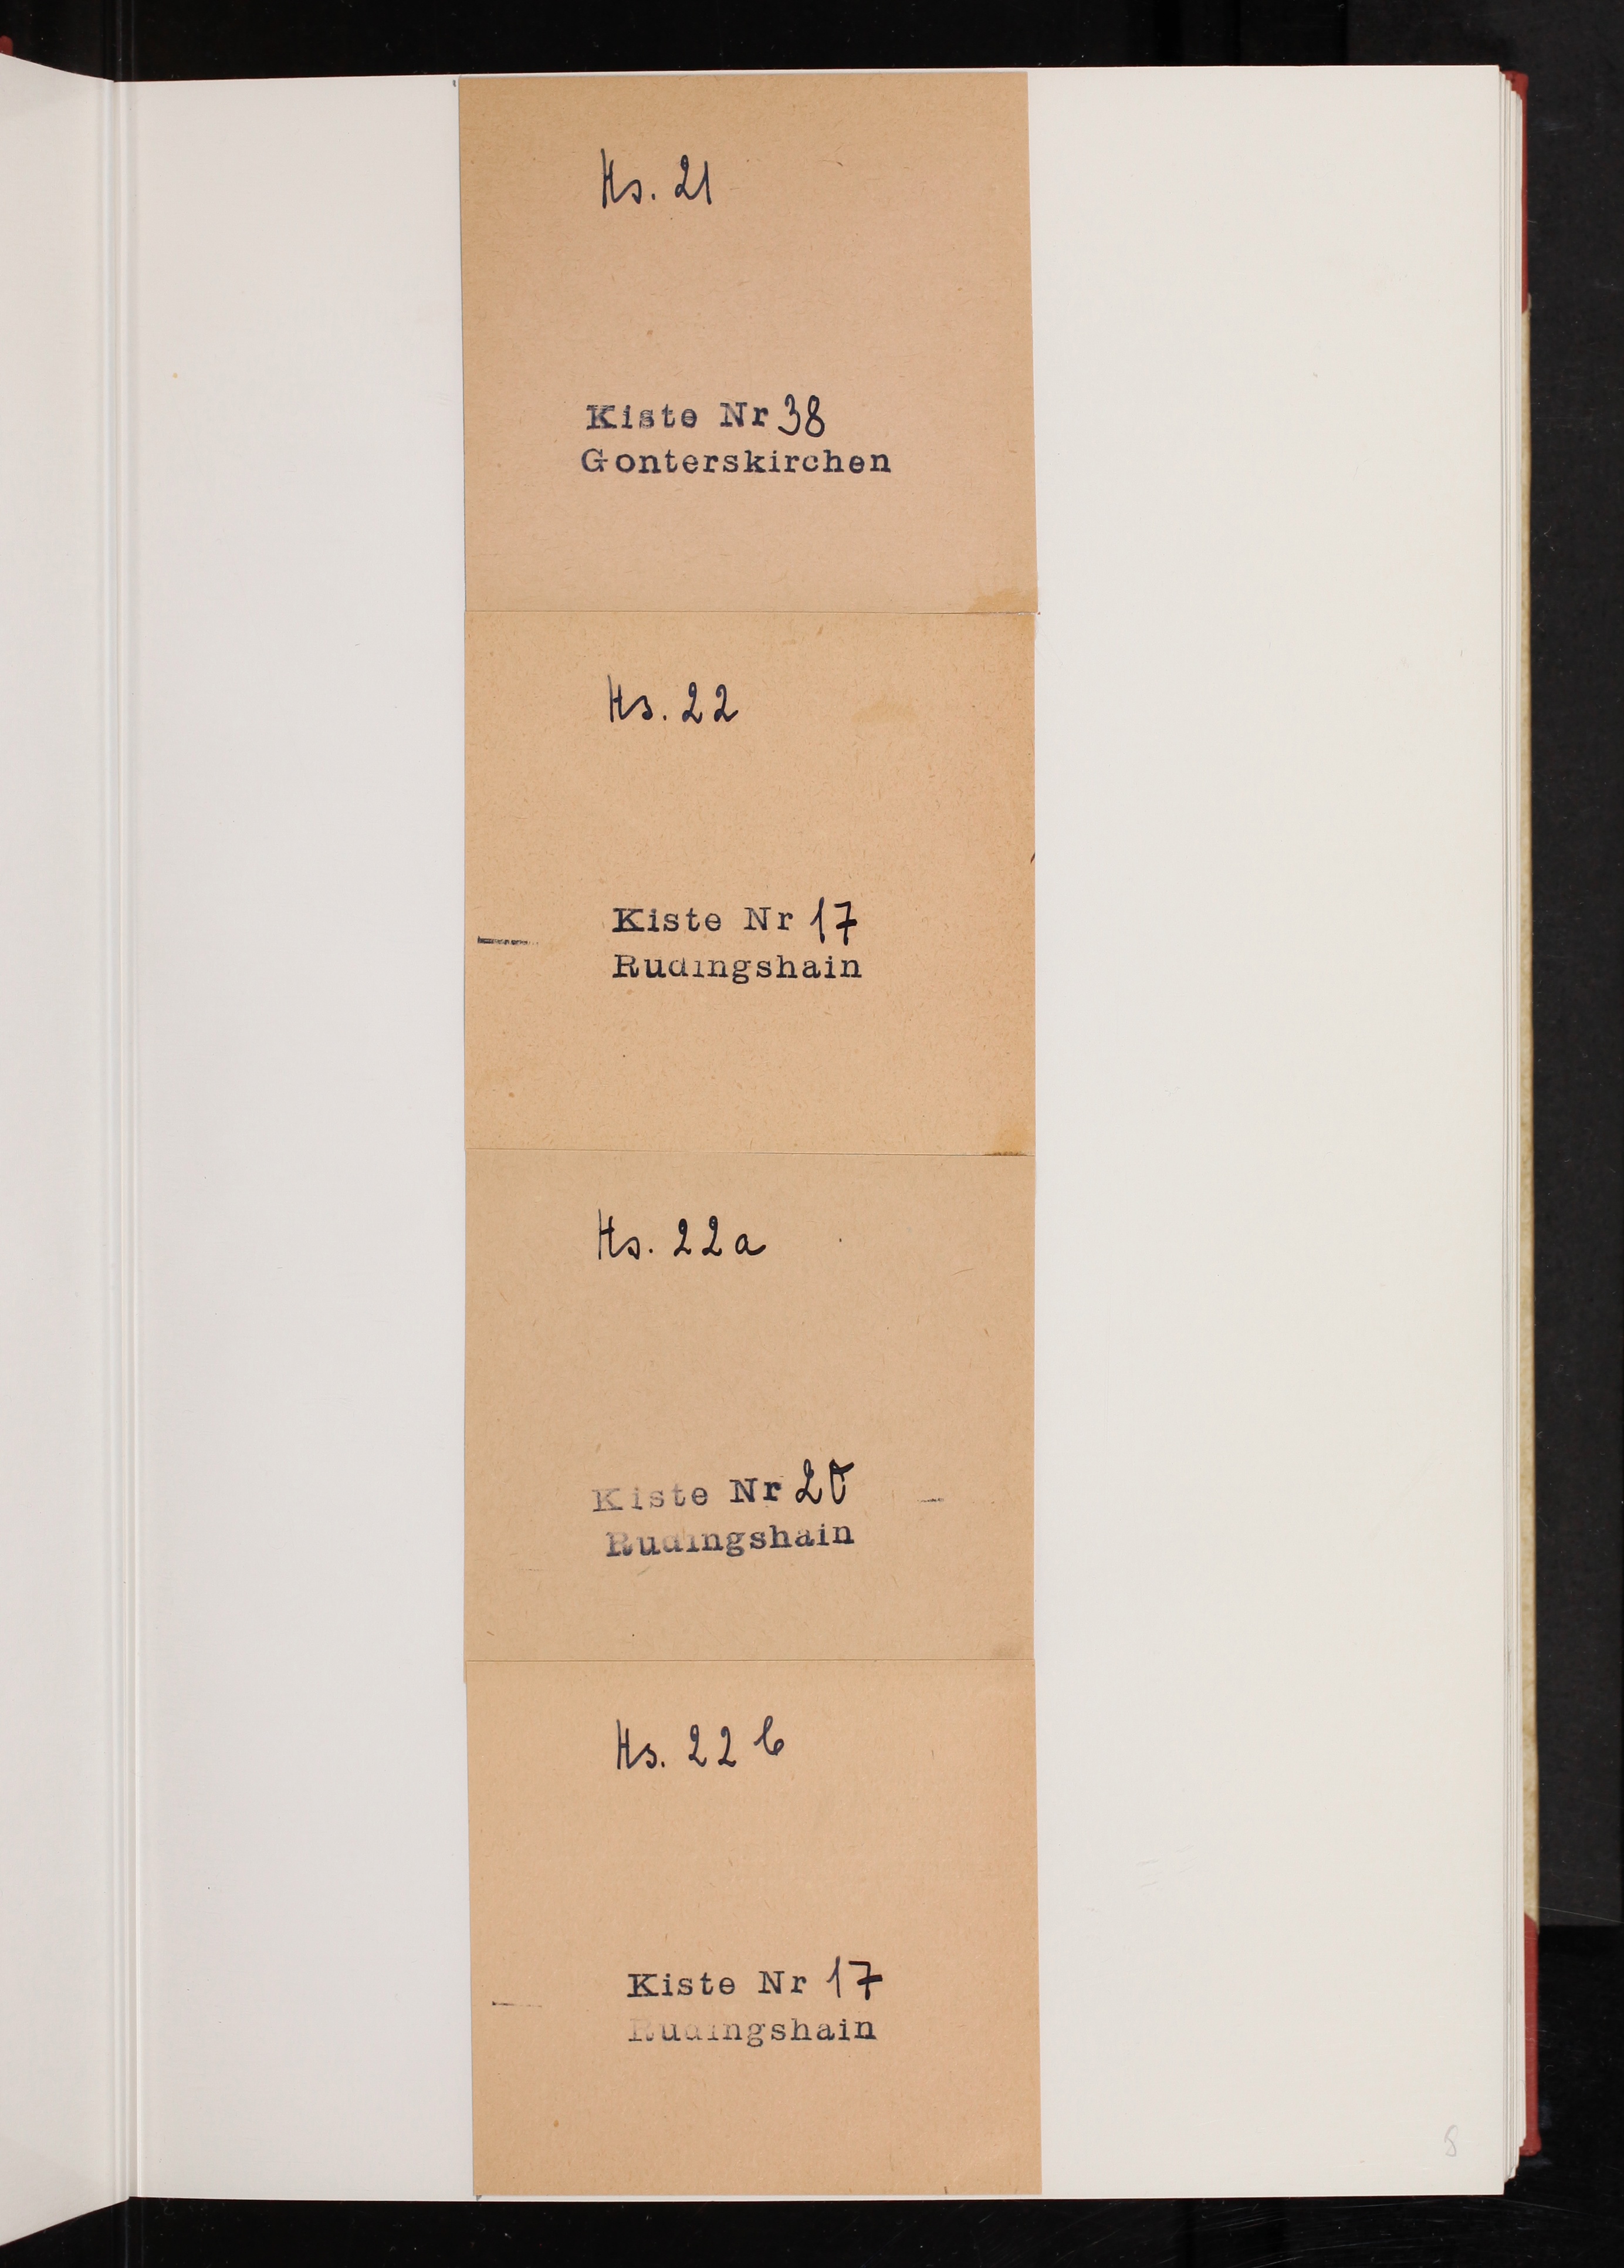 Hs. 21
Kiste Nr 38
Gonterskirchen
Hs. 22
Kiste Nr 17
Rudingshain
Hs. 22a
Kiste Nr 20
Rudingshain
Hs. 22 b
Kiste Nr 17
Rudingshain
8